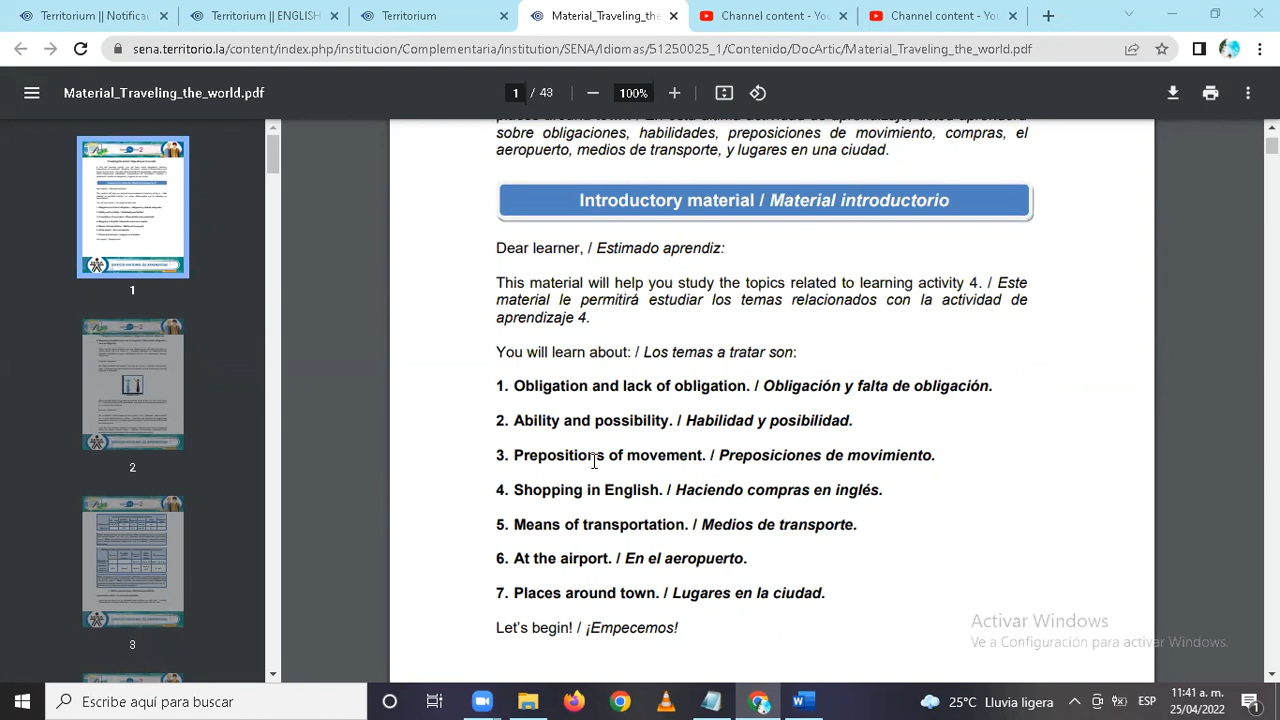 Territorium || Notificac
Territorium || ENGLISH
Territorium
Material_Traveling_the_
Channel content - You
Channel content - You
sena.territorio.la/content/index.php/institucion/Complementaria/institution/SENA/Idiomas/51250025_1/Contenido/DocArtic/Material_Traveling_the_world.pdf
Material_Traveling_the_world.pdf
1 / 43
100%
sobre obligaciones, habilidades, preposiciones de movimiento, compras, el
aeropuerto, medios de transporte, y lugares de una ciudad.
Introductory material / Material introductorio
Dear learner, / Estimado aprendiz:
This material will help you study the topics related to learning activity 4. / Este
material le permitirá estudiar los temas relacionados con la actividad de
aprendizaje 4.
You will learn about: / Los temas a tratar son:
1. Obligation and lack of obligation. / Obligación y falta de obligación.
2. Ability and possibility. / Habilidad y posibilidad.
3. Prepositions of movement. / Preposiciones de movimiento.
4. Shopping in English. / Haciendo compras en inglés.
5. Means of transportation. / Medios de transporte.
6. At the airport. / En el aeropuerto.
7. Places around town. / Lugares en la ciudad.
Let's begin! / ¡Empecemos!
1
2
3
Activar Windows
Ve a Configuración para activar Windows.
Escribe aquí para buscar
25°C Lluvia ligera
ESP
11:41 a. m.
25/04/2022
1